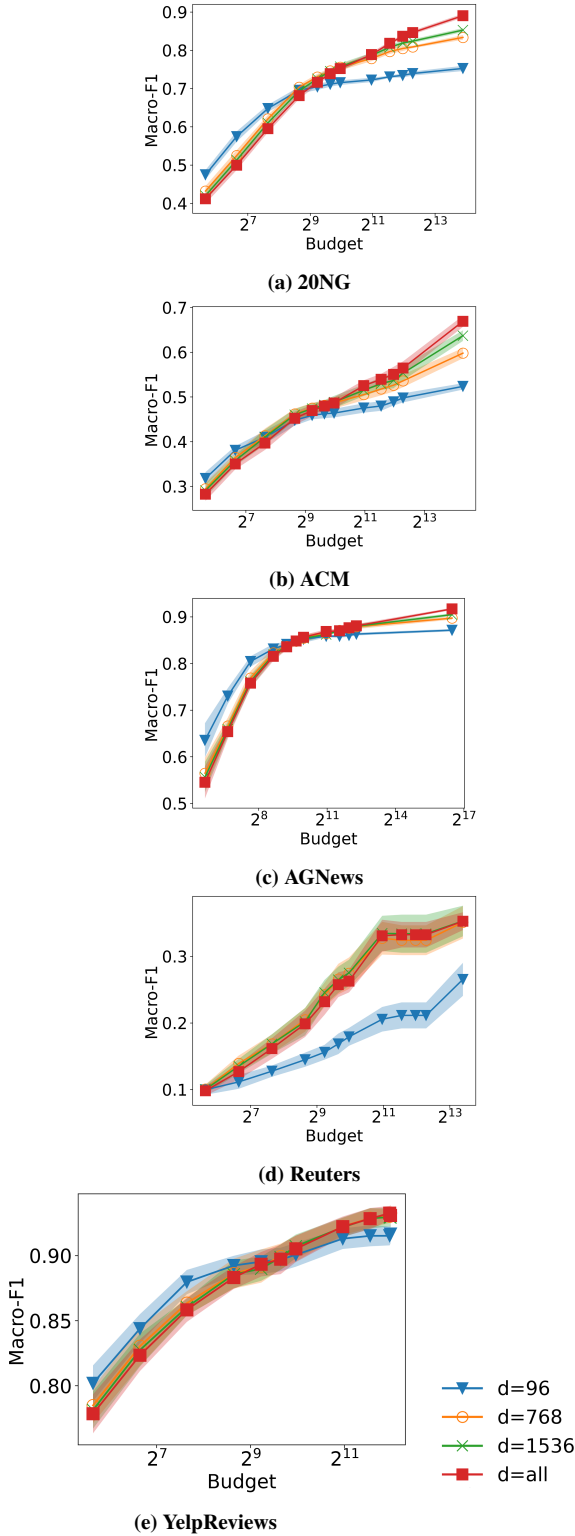 0.9
0.8
0.7
0.6
0.5
0.4
Macro-F1
2^7
2^9
2^11
2^13
Budget
(a) 20NG
0.7
0.6
0.5
0.4
0.3
Macro-F1
2^7
2^9
2^11
2^13
Budget
(b) ACM
0.9
0.8
0.7
0.6
0.5
Macro-F1
2^8
2^11
2^14
2^17
Budget
(c) AGNews
0.3
0.2
0.1
Macro-F1
2^7
2^9
2^11
2^13
Budget
(d) Reuters
0.90
0.85
0.80
Macro-F1
2^7
2^9
2^11
Budget
d=96
d=768
d=1536
d=all
(e) YelpReviews